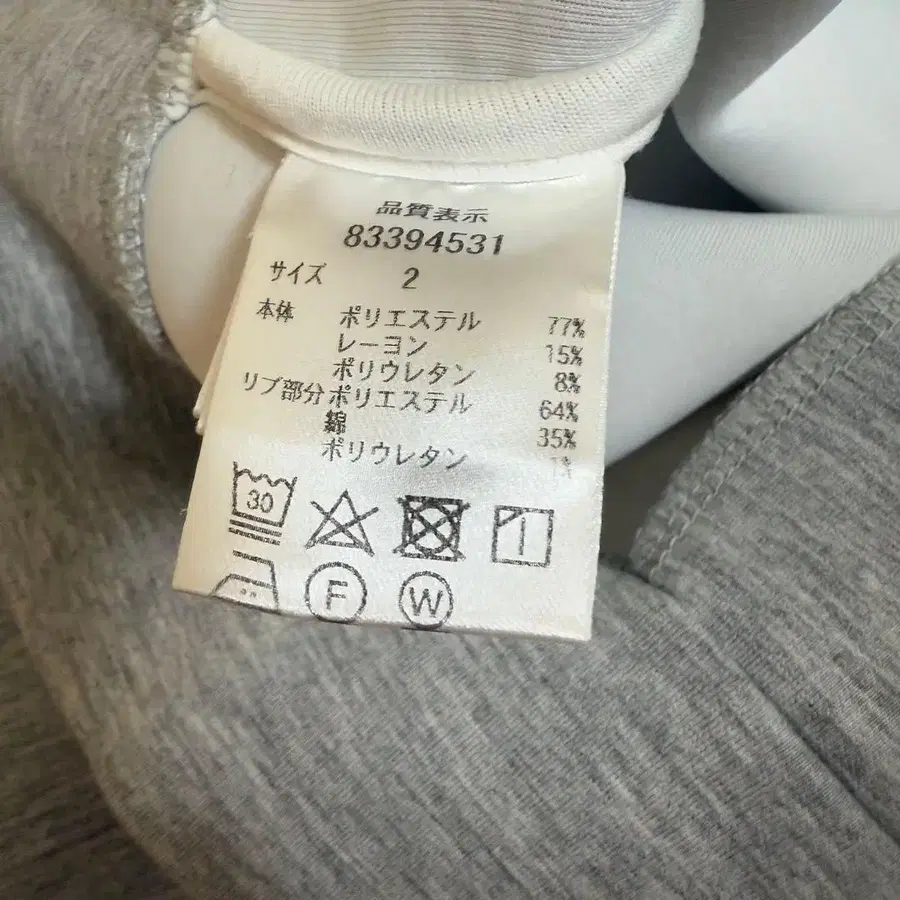 品質表示
83394531
サイズ 2
本体 ポリエステル 77%
レーヨン 15%
ポリウレタン 8%
リブ部分 ポリエステル 64%
綿 35%
ポリウレタン 1%
30
F W